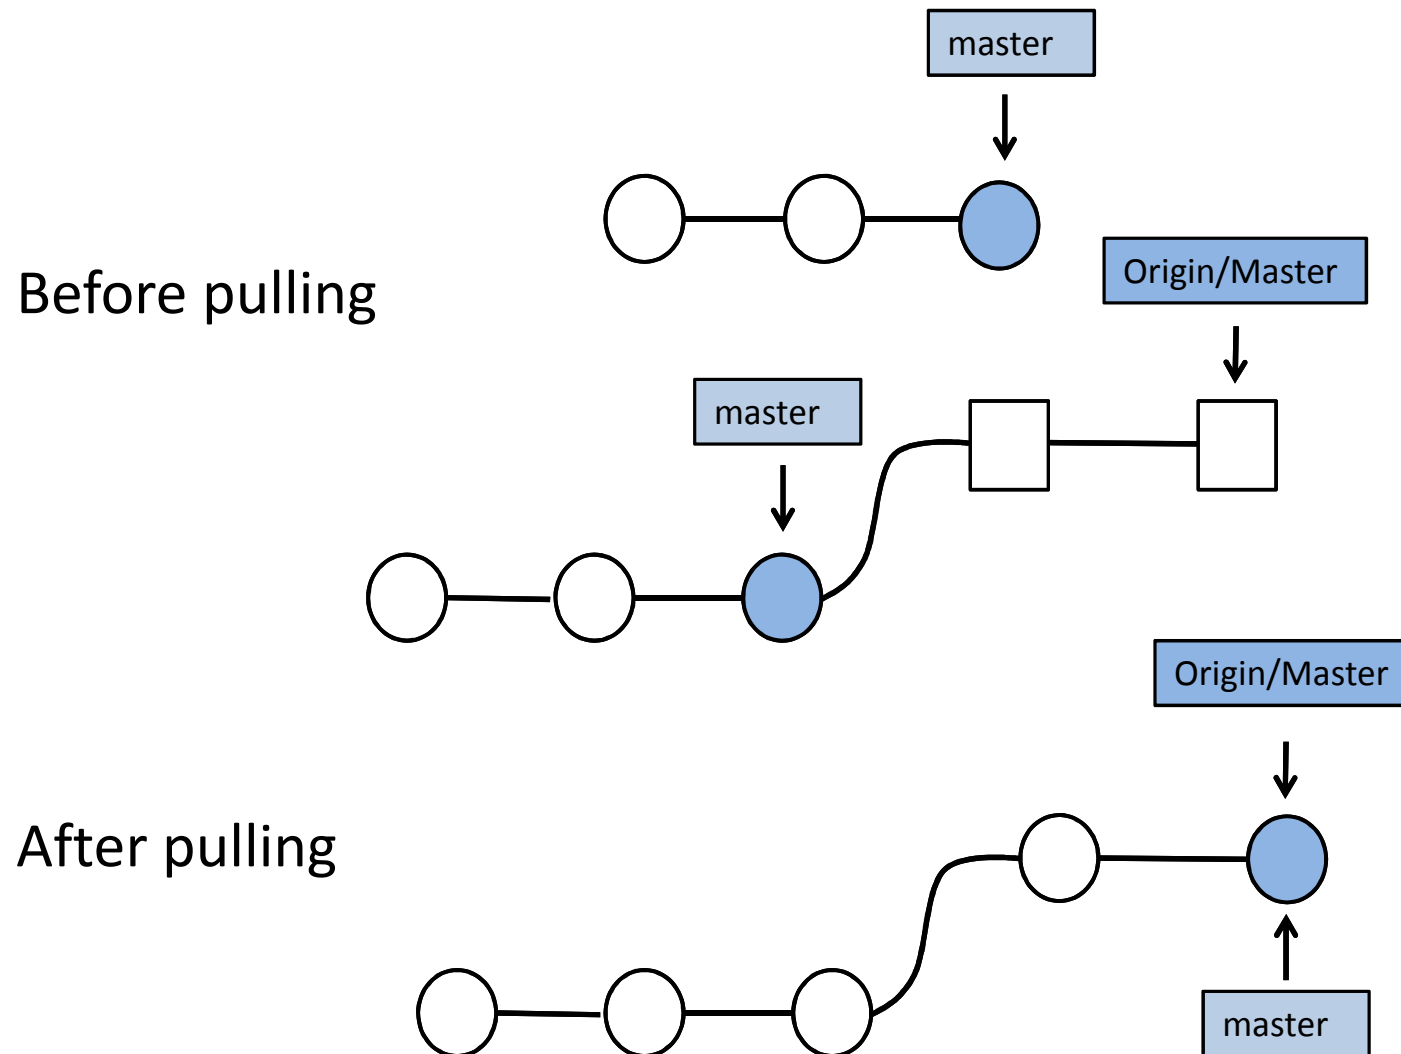 master
Origin/Master
Before pulling
master
Origin/Master
After pulling
master